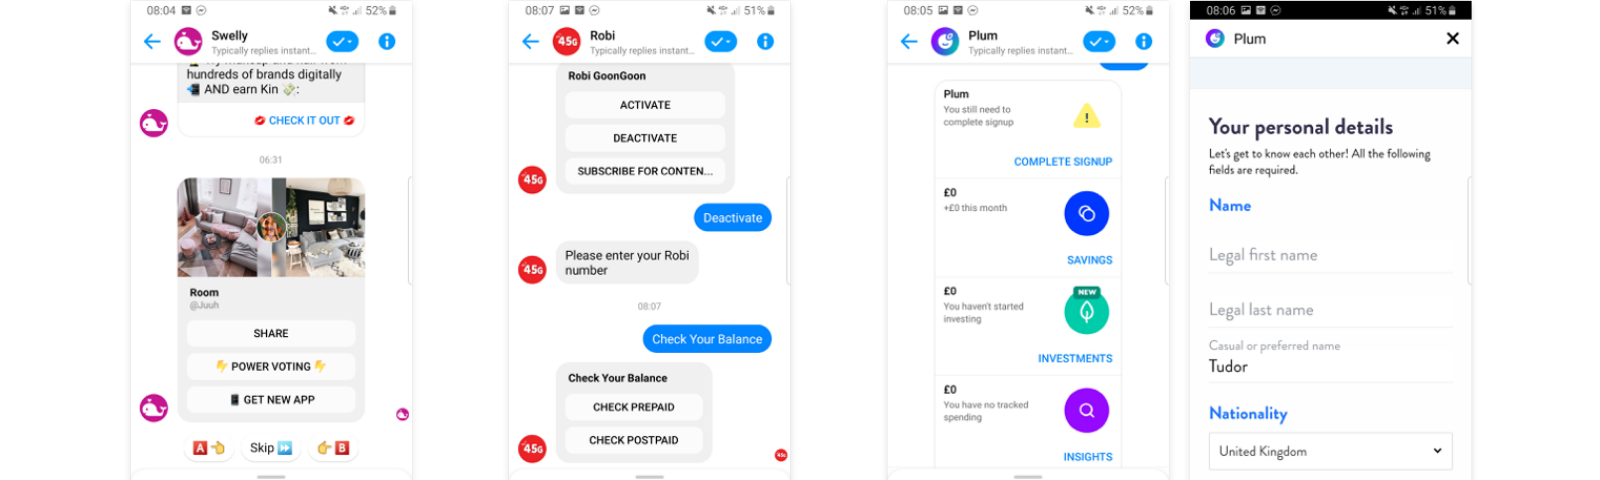 08:04
52%
Swelly
Typically replies instant...
hundreds of brands digitally
AND earn Kin 💸:
💋 CHECK IT OUT 💋
06:31
Room
@Juuh
SHARE
⚡ POWER VOTING ⚡
📱 GET NEW APP
🅰️ 👈
Skip ⏩
👉 🅱️
08:07
51%
45G
Robi
Typically replies instant...
Robi GoonGoon
ACTIVATE
DEACTIVATE
SUBSCRIBE FOR CONTEN...
45G
Deactivate
Please enter your Robi
number
45G
08:07
Check Your Balance
Check Your Balance
CHECK PREPAID
CHECK POSTPAID
45G
08:05
52%
Plum
Typically replies instant...
Plum
You still need to
complete signup
COMPLETE SIGNUP
£0
+£0 this month
SAVINGS
£0
You haven't started
investing
NEW
INVESTMENTS
£0
You have no tracked
spending
INSIGHTS
08:06
51%
Plum
Your personal details
Let's get to know each other! All the following
fields are required.
Name
Legal first name
Legal last name
Casual or preferred name
Tudor
Nationality
United Kingdom